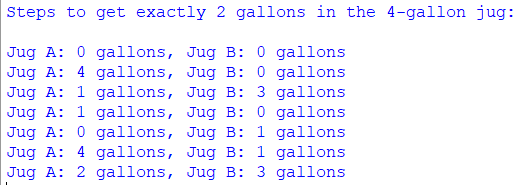 Steps to get exactly 2 gallons in the 4-gallon jug:
Jug A: 0 gallons, Jug B: 0 gallons
Jug A: 4 gallons, Jug B: 0 gallons
Jug A: 1 gallons, Jug B: 3 gallons
Jug A: 1 gallons, Jug B: 0 gallons
Jug A: 0 gallons, Jug B: 1 gallons
Jug A: 4 gallons, Jug B: 1 gallons
Jug A: 2 gallons, Jug B: 3 gallons